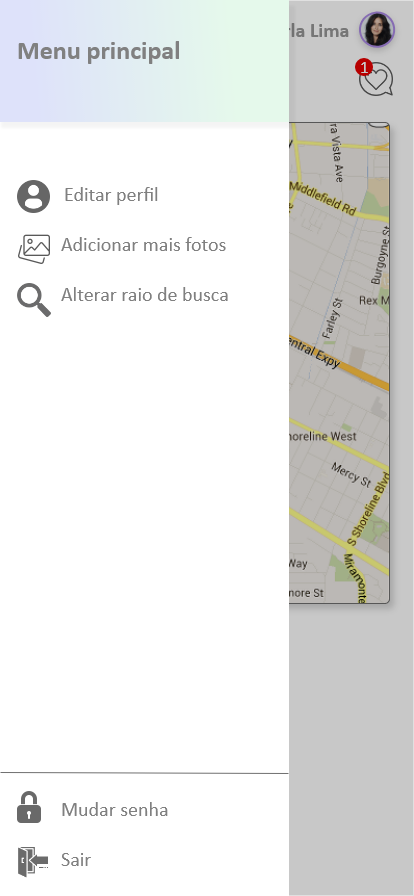 Menu principal
rla Lima
1
Editar perfil
Adicionar mais fotos
Alterar raio de busca
ra Vista Ave
Middlefield Rd
Burgoyne St
Rex M
Farley St
entral Expy
horeline West
Mercy St
S Shoreline Blvd
Way
Miramonte
nore St
Mudar senha
Sair